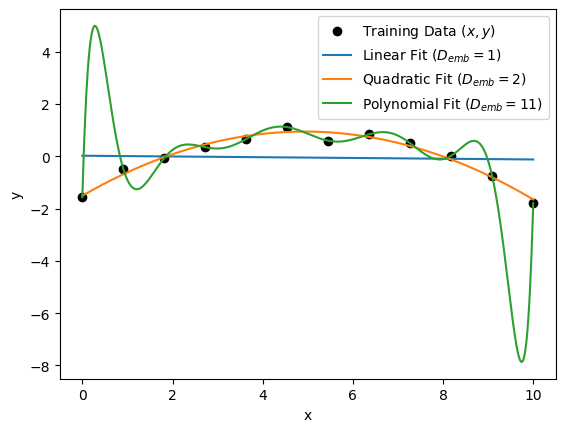 Training Data (x, y)
Linear Fit (D_emb = 1)
Quadratic Fit (D_emb = 2)
Polynomial Fit (D_emb = 11)
y
4
2
0
−2
−4
−6
−8
0 2 4 6 8 10
x